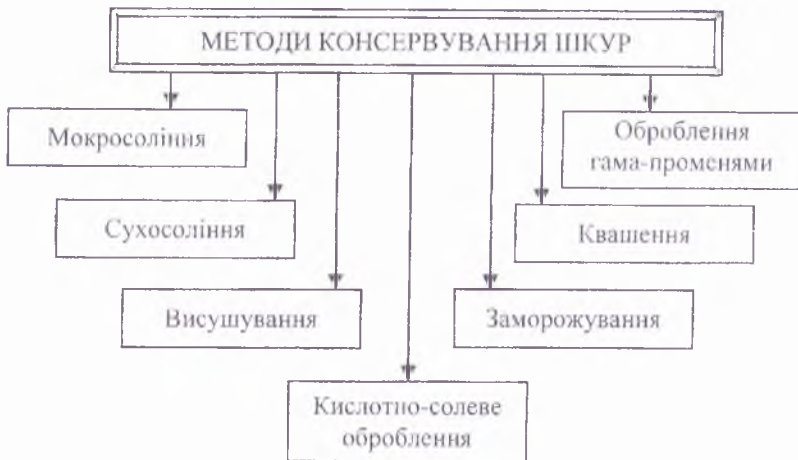 МЕТОДИ КОНСЕРВУВАННЯ ШКУР
Мокросоління
Оброблення
гама-променями
Сухосоління
Квашення
Висушування
Заморожування
Кислотно-солеве
оброблення